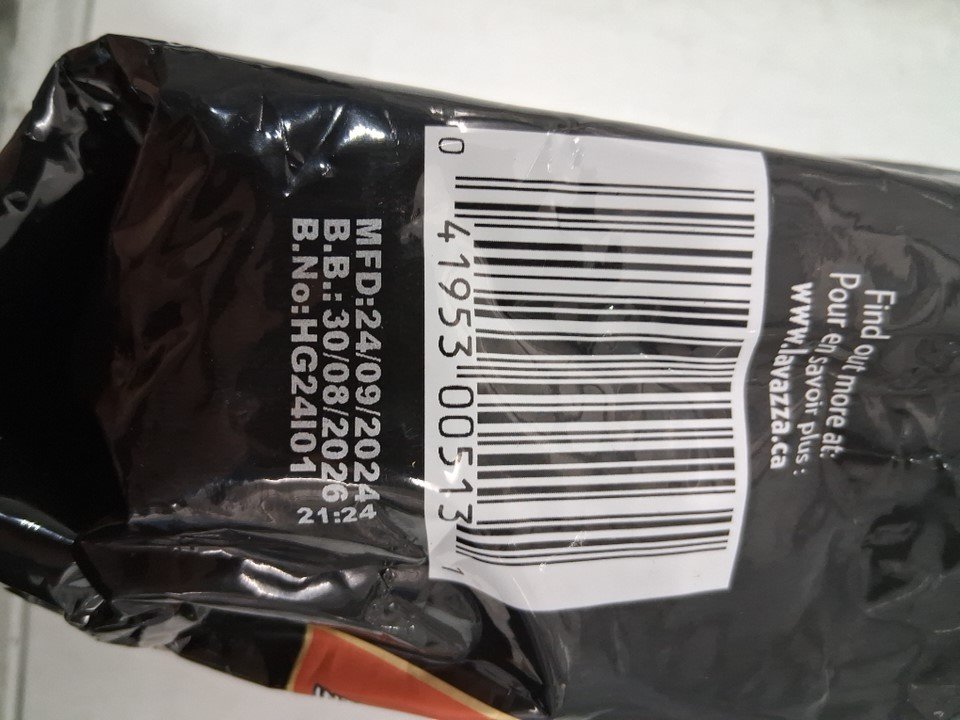 Find out more at:
Pour en savoir plus :
www.lavazza.ca
0 41953 00513 1
MFD:24/09/2024
B.B.:30/08/2026
B.No:HG24I01
21:24